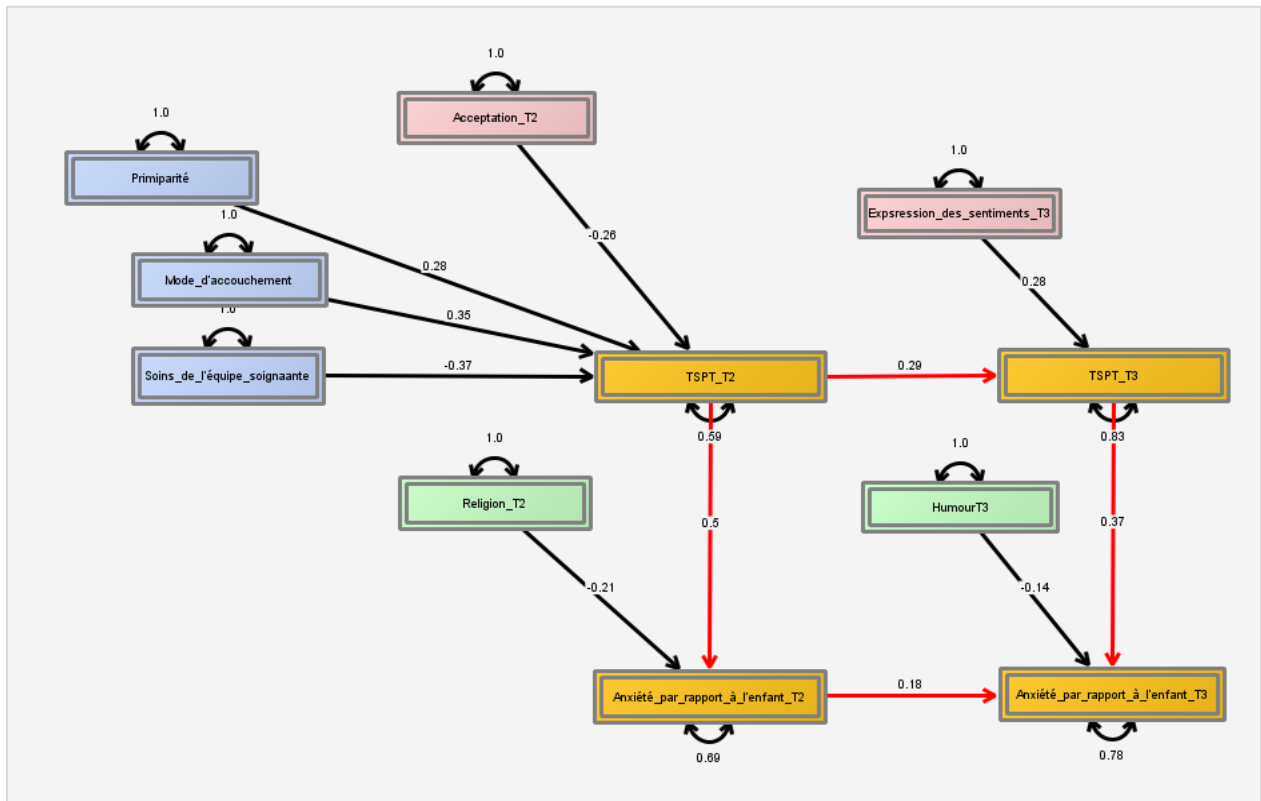 1.0
Acceptation_T2
1.0
Primiparité
1.0
Expsression_des_sentiments_T3
1.0
Mode_d'accouchement
-0.26
0.28
0.28
0.35
1.0
Soins_de_l'équipe_soignaante
-0.37
TSPT_T2
0.29
TSPT_T3
0.59
0.83
1.0
Religion_T2
1.0
HumourT3
0.5
0.37
-0.21
-0.14
Anxiété_par_rapport_à_l'enfant_T2
0.18
Anxiété_par_rapport_à_l'enfant_T3
0.69
0.78